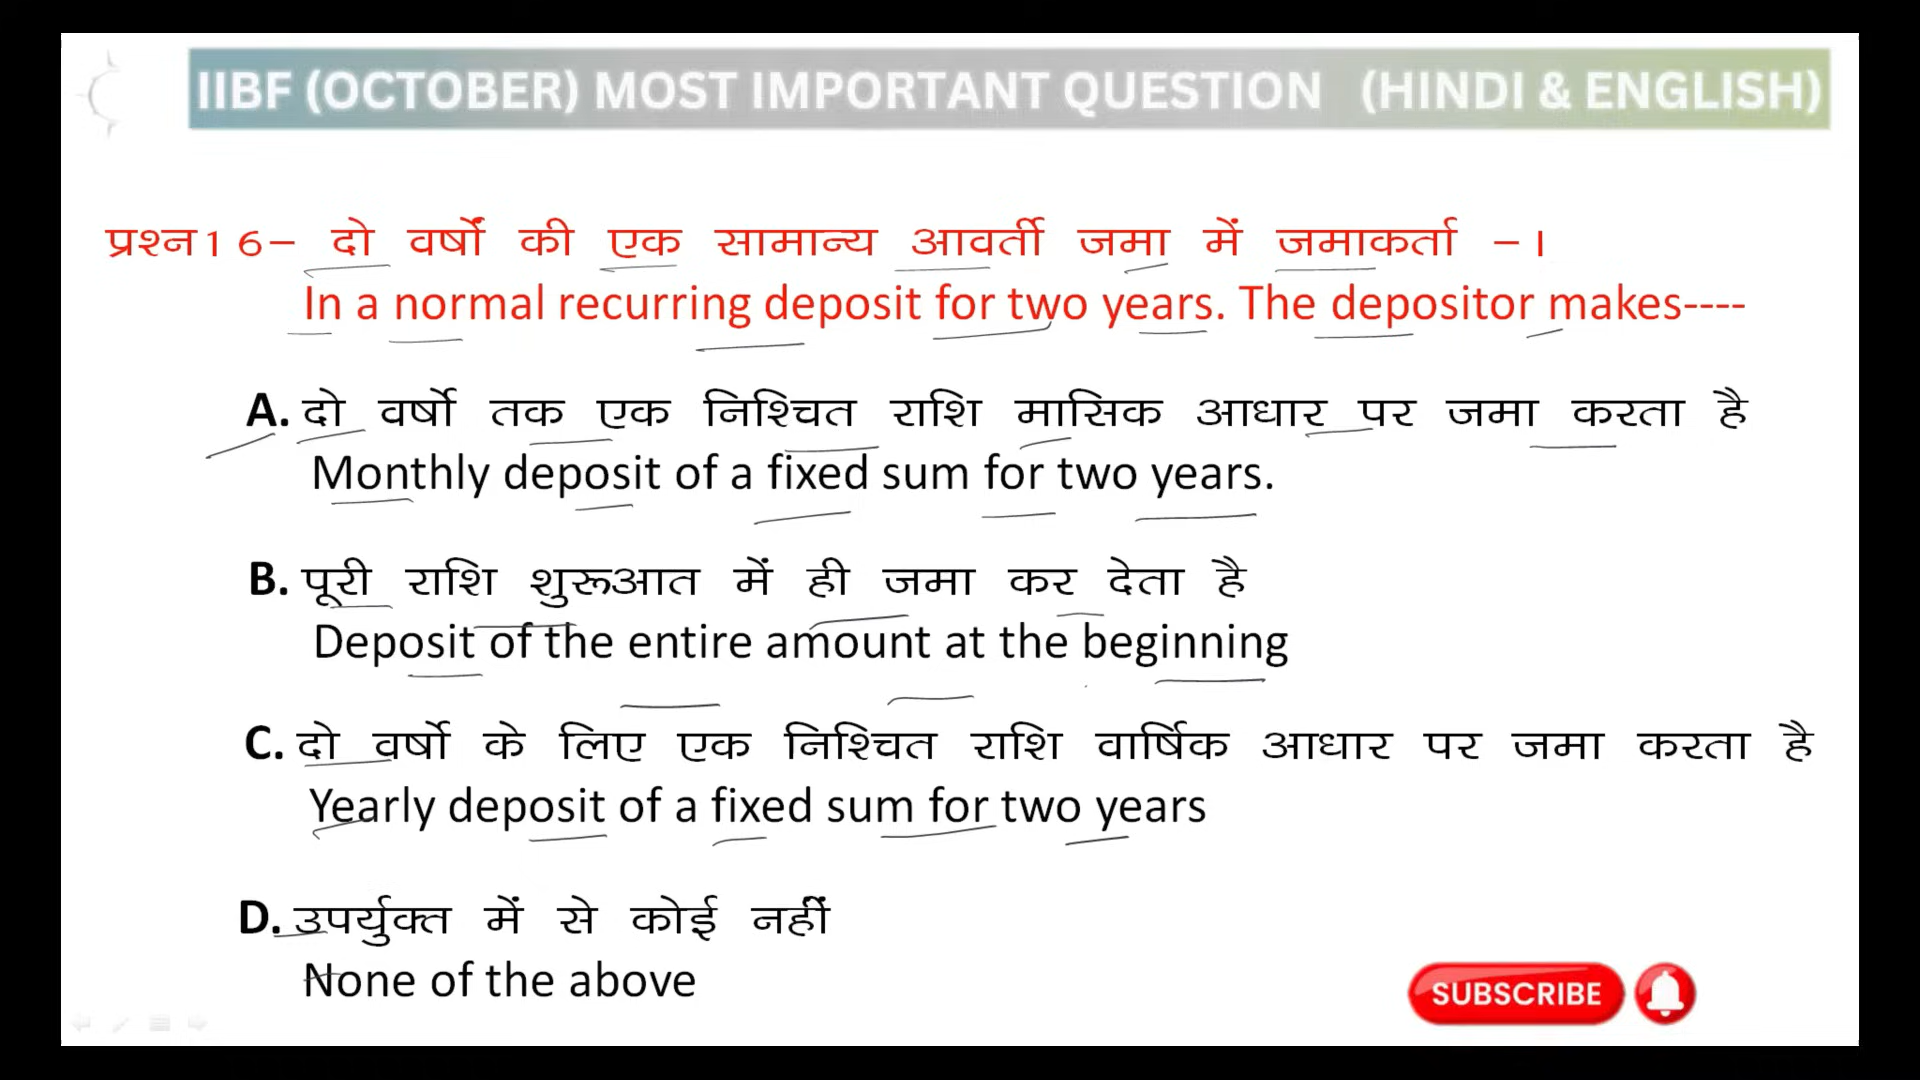 IIBF (OCTOBER) MOST IMPORTANT QUESTION (HINDI & ENGLISH)
प्रश्न16– दो वर्षों की एक सामान्य आवर्ती जमा में जमाकर्ता –।
In a normal recurring deposit for two years. The depositor makes----
A. दो वर्षो तक एक निश्चित राशि मासिक आधार पर जमा करता है
Monthly deposit of a fixed sum for two years.
B. पूरी राशि शुरूआत में ही जमा कर देता है
Deposit of the entire amount at the beginning
C. दो वर्षो के लिए एक निश्चित राशि वार्षिक आधार पर जमा करता है
Yearly deposit of a fixed sum for two years
D. उपर्युक्त में से कोई नहीं
None of the above
SUBSCRIBE